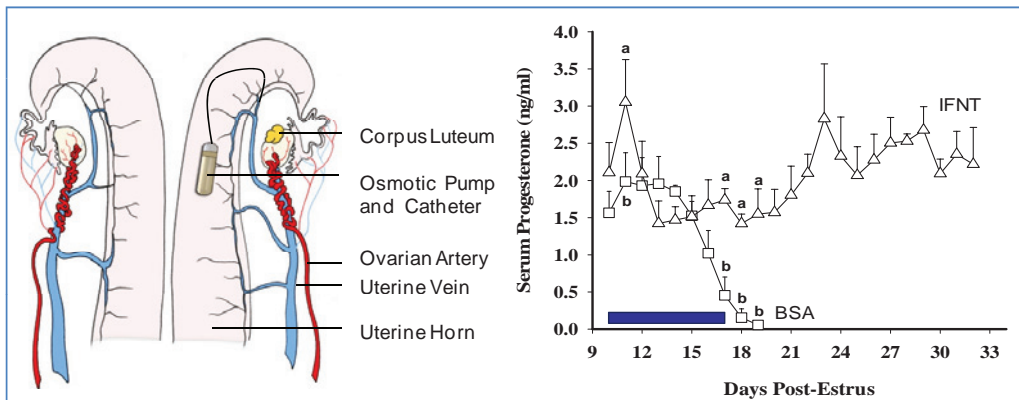 Corpus Luteum
Osmotic Pump
and Catheter
Ovarian Artery
Uterine Vein
Uterine Horn
Serum Progesterone (ng/ml)
4.0
3.5
3.0
2.5
2.0
1.5
1.0
0.5
0.0
a
b
a
a
a
b
b
b
IFNT
BSA
9
12
15
18
21
24
27
30
33
Days Post-Estrus